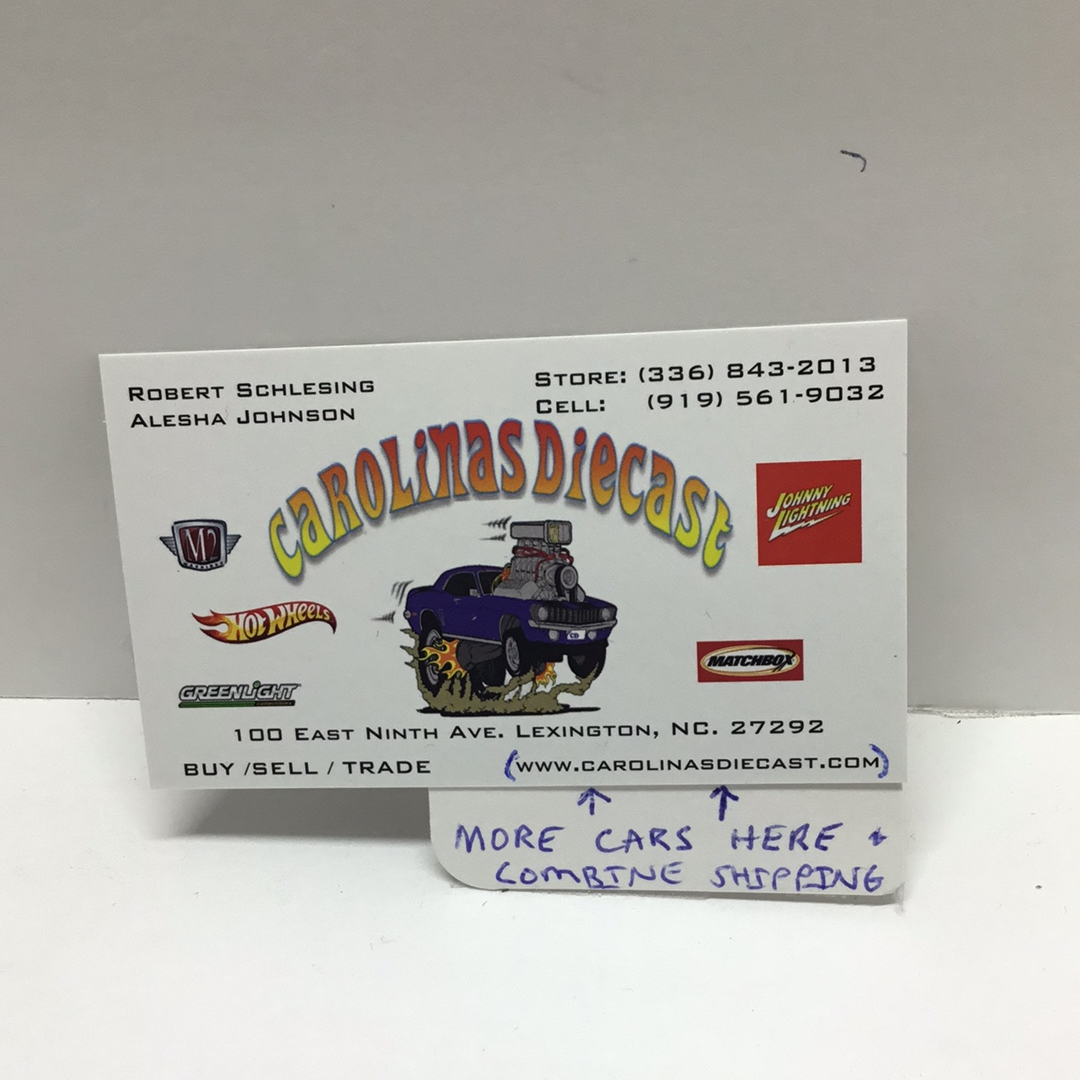 ROBERT SCHLESING
ALESHA JOHNSON
STORE: (336) 843-2013
CELL: (919) 561-9032
CAROLINAS DIECAST
JOHNNY
LIGHTNING
M2
HOT WHEELS
MATCHBOX
GREENLIGHT
CD
100 EAST NINTH AVE. LEXINGTON, NC. 27292
BUY /SELL / TRADE
(WWW.CAROLINASDIECAST.COM)
MORE CARS HERE +
COMBINE SHIPPING